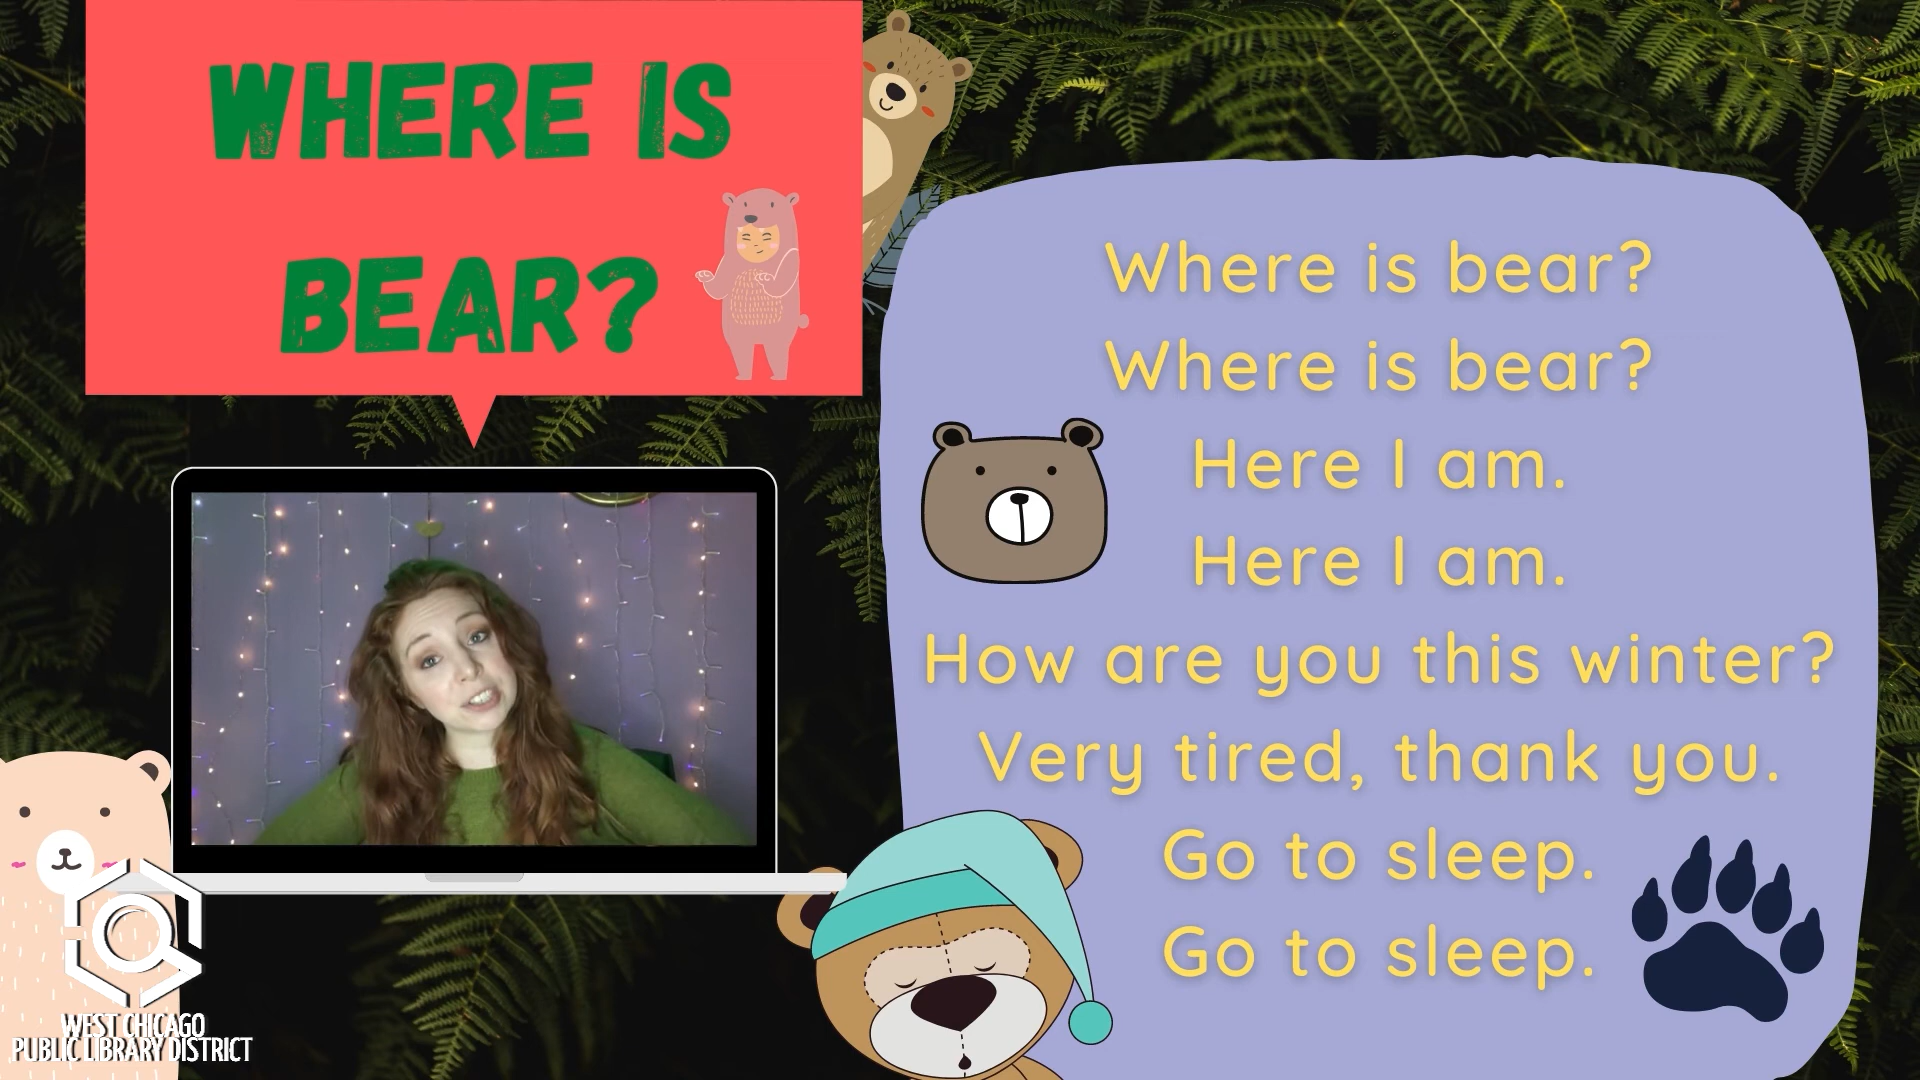 WHERE IS
BEAR?
Where is bear?
Where is bear?
Here I am.
Here I am.
How are you this winter?
Very tired, thank you.
Go to sleep.
Go to sleep.
WEST CHICAGO
PUBLIC LIBRARY DISTRICT